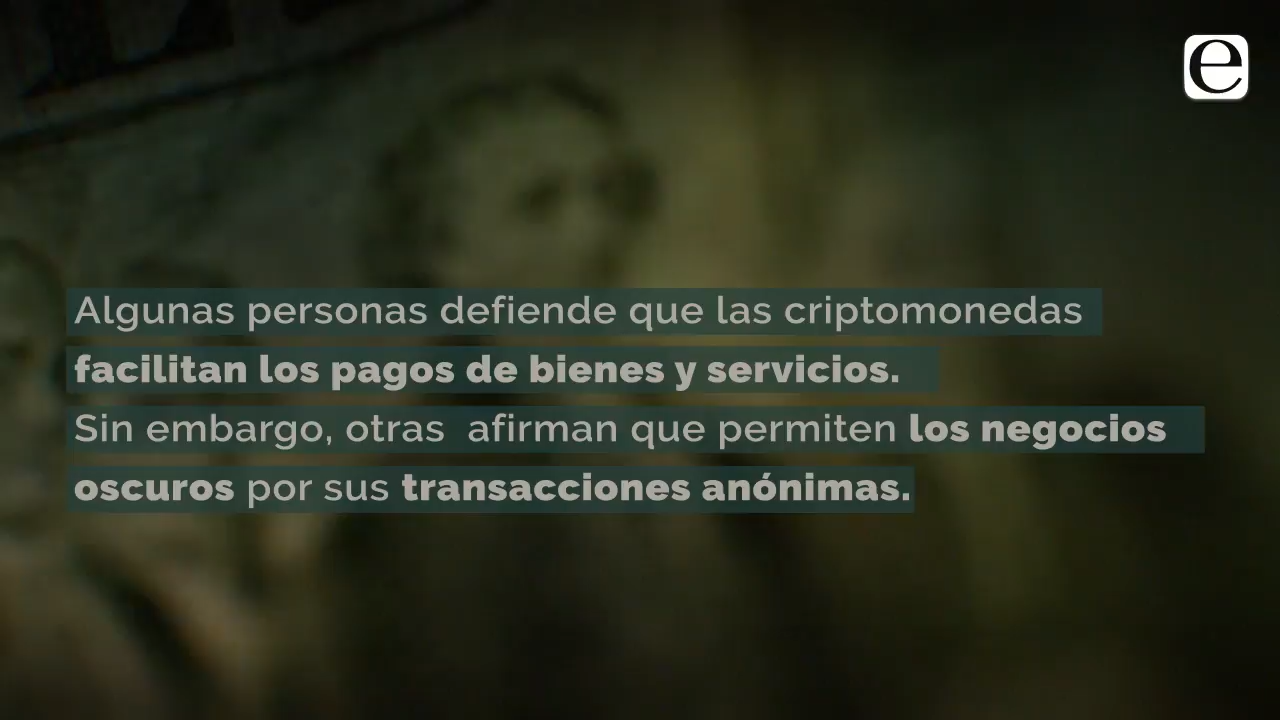 e
Algunas personas defiende que las criptomonedas
facilitan los pagos de bienes y servicios.
Sin embargo, otras afirman que permiten los negocios
oscuros por sus transacciones anónimas.